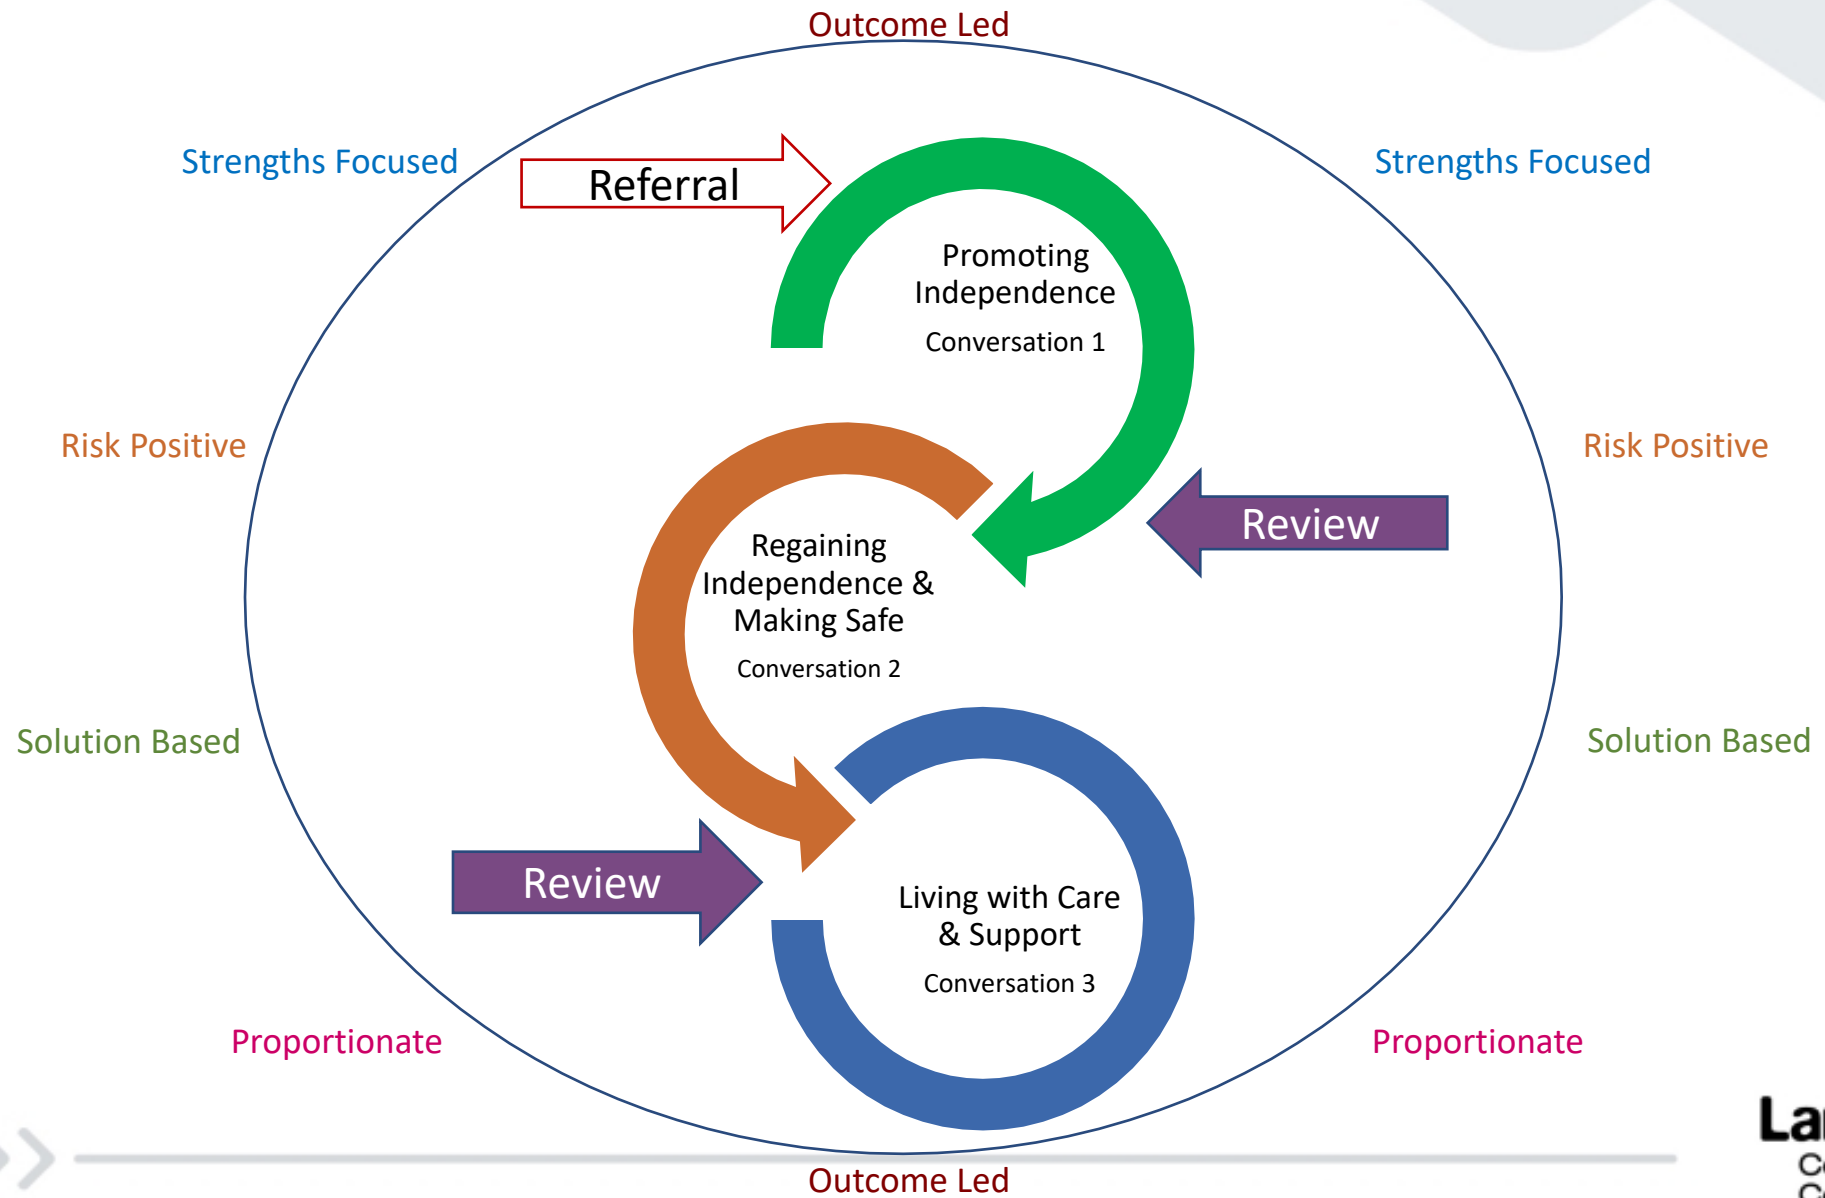 Outcome Led
Strengths Focused
Strengths Focused
Referral
Promoting
Independence
Conversation 1
Risk Positive
Risk Positive
Review
Regaining
Independence &
Making Safe
Conversation 2
Solution Based
Solution Based
Review
Living with Care
& Support
Conversation 3
Proportionate
Proportionate
Outcome Led